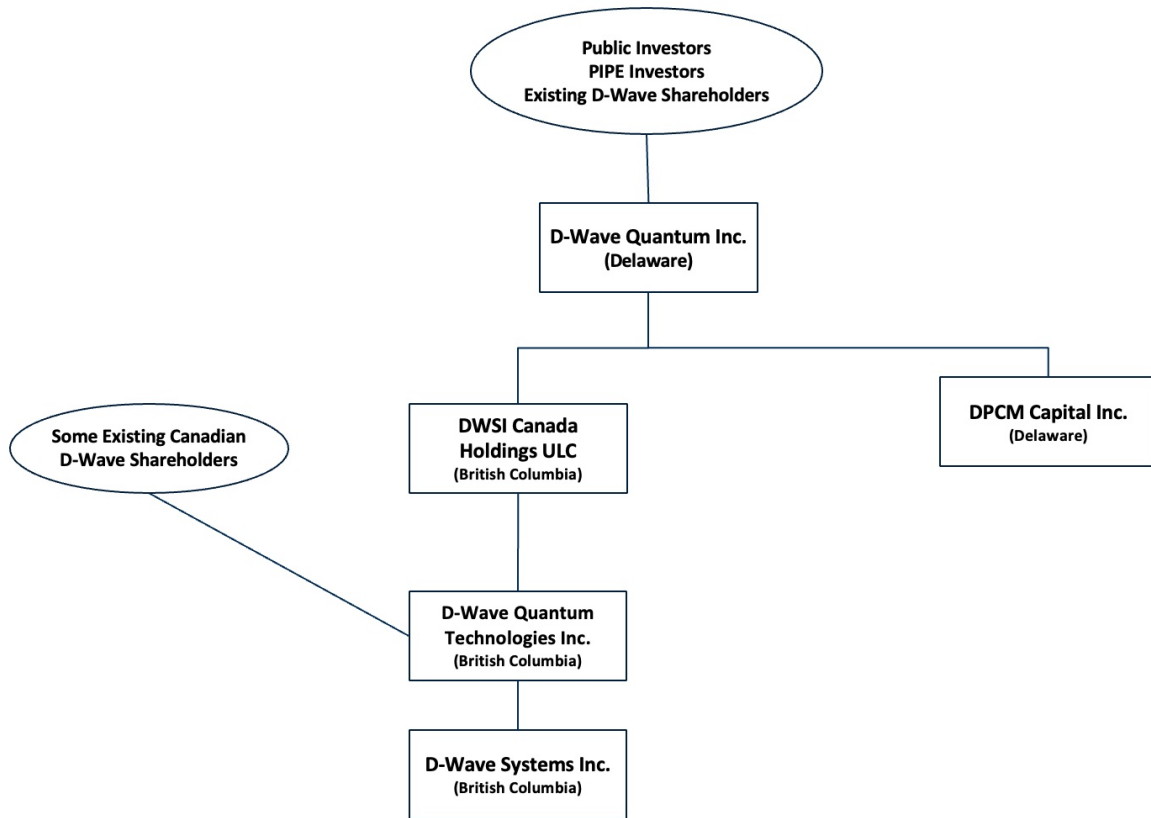 Public Investors
PIPE Investors
Existing D-Wave Shareholders
D-Wave Quantum Inc.
(Delaware)
DWSI Canada
Holdings ULC
(British Columbia)
DPCM Capital Inc.
(Delaware)
Some Existing Canadian
D-Wave Shareholders
D-Wave Quantum
Technologies Inc.
(British Columbia)
D-Wave Systems Inc.
(British Columbia)